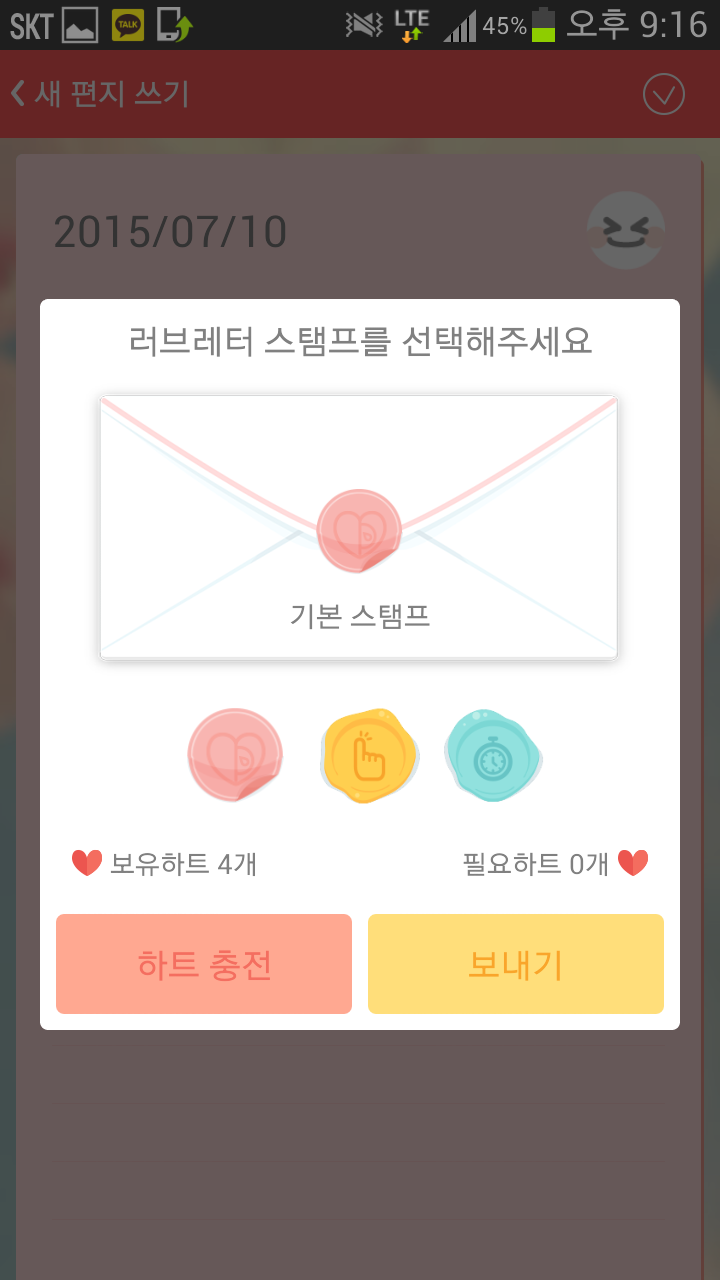 SKT TALK LTE 45% 오후 9:16
새 편지 쓰기
2015/07/10
러브레터 스탬프를 선택해주세요
기본 스탬프
보유하트 4개 필요하트 0개
하트 충전 보내기